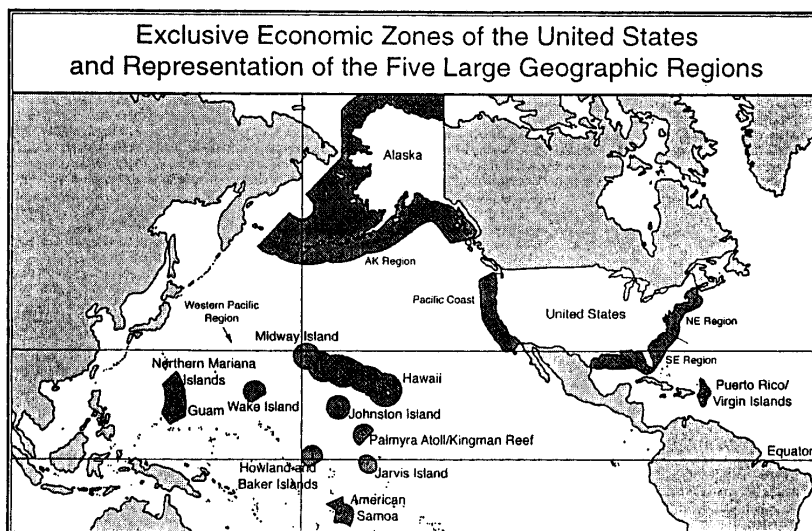 Exclusive Economic Zones of the United States
and Representation of the Five Large Geographic Regions
Alaska
AK Region
Pacific Coast
United States
NE Region
SE Region
Western Pacific
Region
Midway Island
Northern Mariana
Islands
Hawaii
Puerto Rico/
Virgin Islands
Guam
Wake Island
Johnston Island
Palmyra Atoll/Kingman Reef
Equator
Howland and
Baker Islands
Jarvis Island
American
Samoa